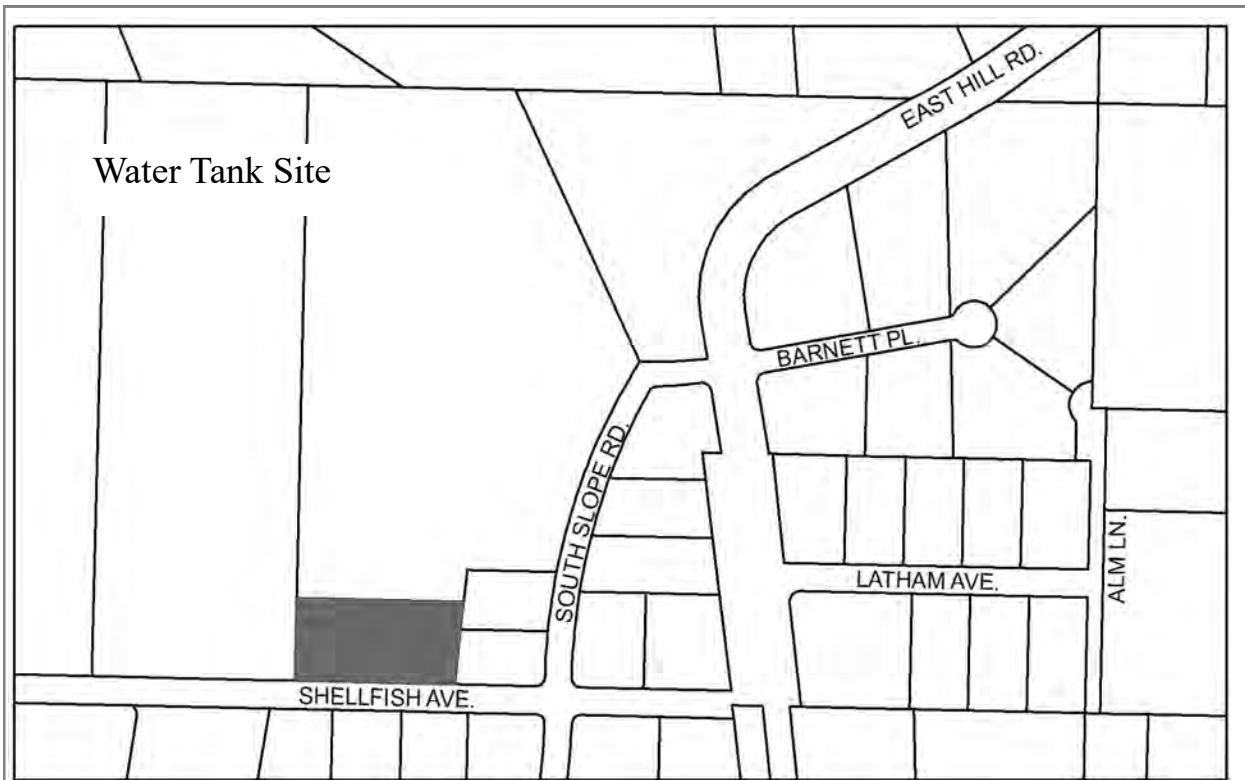 EAST HILL RD.
Water Tank Site
BARNETT PL.
SOUTH SLOPE RD.
ALM LN.
LATHAM AVE.
SHELLFISH AVE.